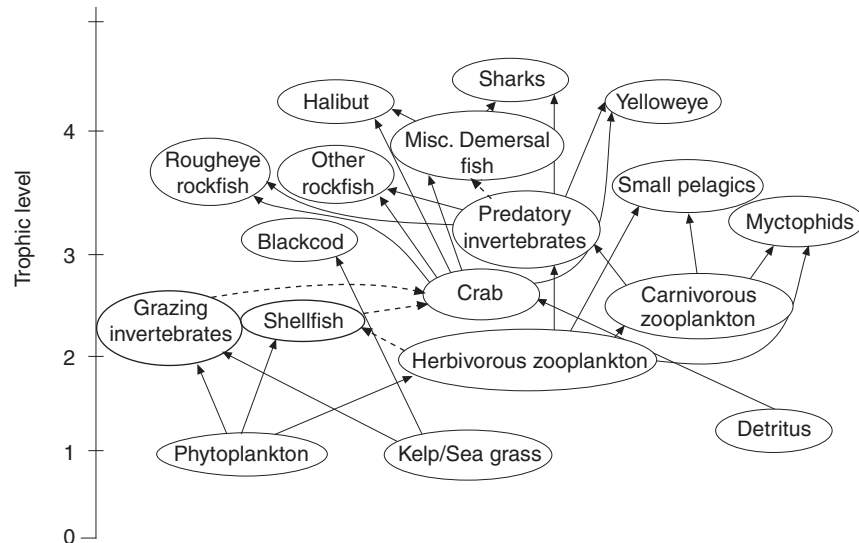 Sharks
Halibut
Yelloweye
4
Misc. Demersal
fish
Rougheye
rockfish
Other
rockfish
Small pelagics
Predatory
invertebrates
Myctophids
Blackcod
Trophic level
3
Crab
Carnivorous
zooplankton
Grazing
invertebrates
Shellfish
2
Herbivorous zooplankton
Detritus
1
Phytoplankton
Kelp/Sea grass
0